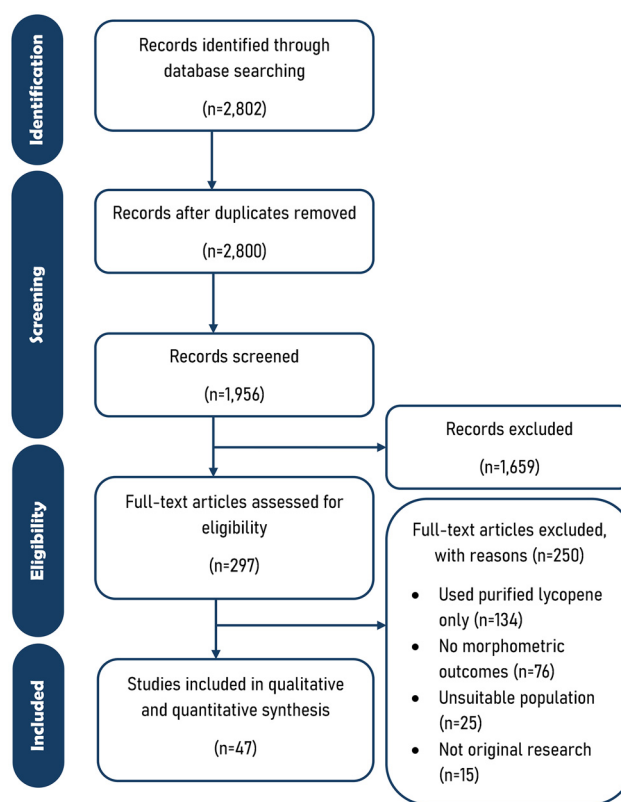 Identification
Records identified through
database searching
(n=2,802)
Screening
Records after duplicates removed
(n=2,800)
Records screened
(n=1,956)
Records excluded
(n=1,659)
Eligibility
Full-text articles assessed for
eligibility
(n=297)
Full-text articles excluded,
with reasons (n=250)
• Used purified lycopene
only (n=134)
• No morphometric
outcomes (n=76)
• Unsuitable population
(n=25)
• Not original research
(n=15)
Included
Studies included in qualitative
and quantitative synthesis
(n=47)